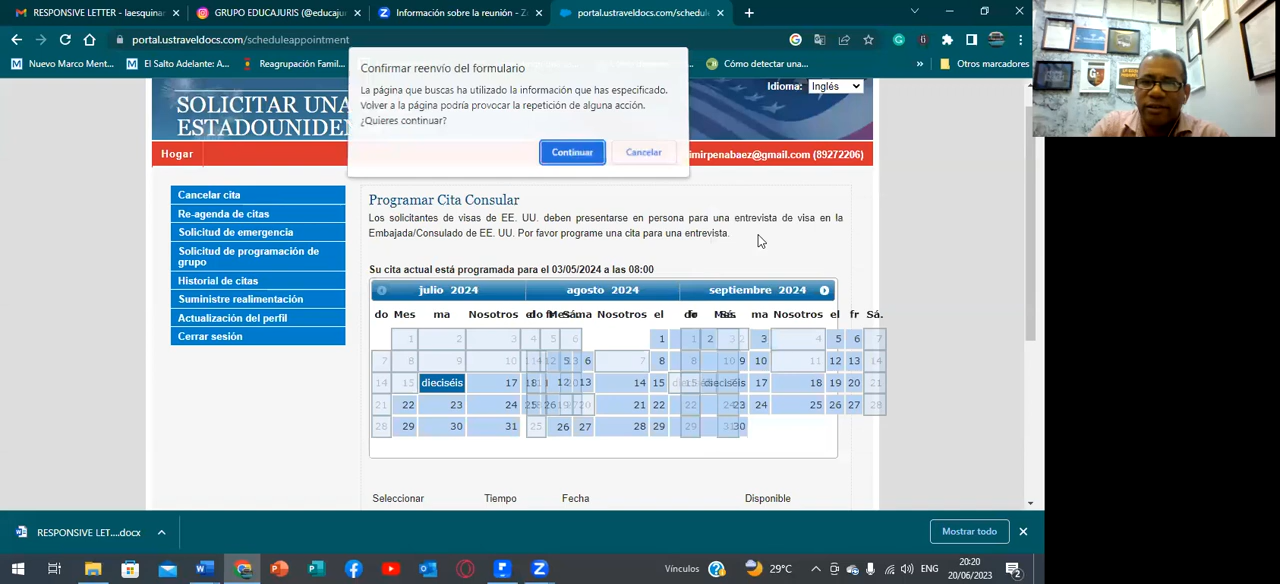 RESPONSIVE LETTER - laesquina
GRUPO EDUCAJURIS (@educaju
Información sobre la reunión - Zo
portal.ustraveldocs.com/schedule
portal.ustraveldocs.com/scheduleappointment
Nuevo Marco Ment...
El Salto Adelante: A...
Reagrupación Famil...
Cómo detectar una...
»
Otros marcadores
Confirmar reenvío del formulario
La página que buscas ha utilizado la información que has especificado.
Volver a la página podría provocar la repetición de alguna acción.
¿Quieres continuar?
Continuar
Cancelar
SOLICITAR UNA
ESTADOUNIDEN
Idioma:
Inglés
Hogar
imirpenabaez@gmail.com (89272206)
Cancelar cita
Re-agenda de citas
Solicitud de emergencia
Solicitud de programación de
grupo
Historial de citas
Suministre realimentación
Actualización del perfil
Cerrar sesión
Programar Cita Consular
Los solicitantes de visas de EE. UU. deben presentarse en persona para una entrevista de visa en la
Embajada/Consulado de EE. UU. Por favor programe una cita para una entrevista.
Su cita actual está programada para el 03/05/2024 a las 08:00
julio 2024 agosto 2024 septiembre 2024
do Mes ma Nosotros el Sá. ma Nosotros el ma Nosotros el fr Sá.
1 2 3 4 5 6 1 1 2 3 4 5 6 7
7 8 9 10 6 7 8 8 9 10 11 12 13 14
14 15 dieciséis 17 18 12 13 14 15 15 dieciséis 17 18 19 20 21
21 22 23 24 25 26 20 21 22 22 23 24 25 26 27 28
28 29 30 31 25 26 27 28 29 29 30
Seleccionar Tiempo Fecha Disponible
RESPONSIVE LET....docx
Mostrar todo
Vínculos
29°C
ENG
20:20
20/06/2023
2